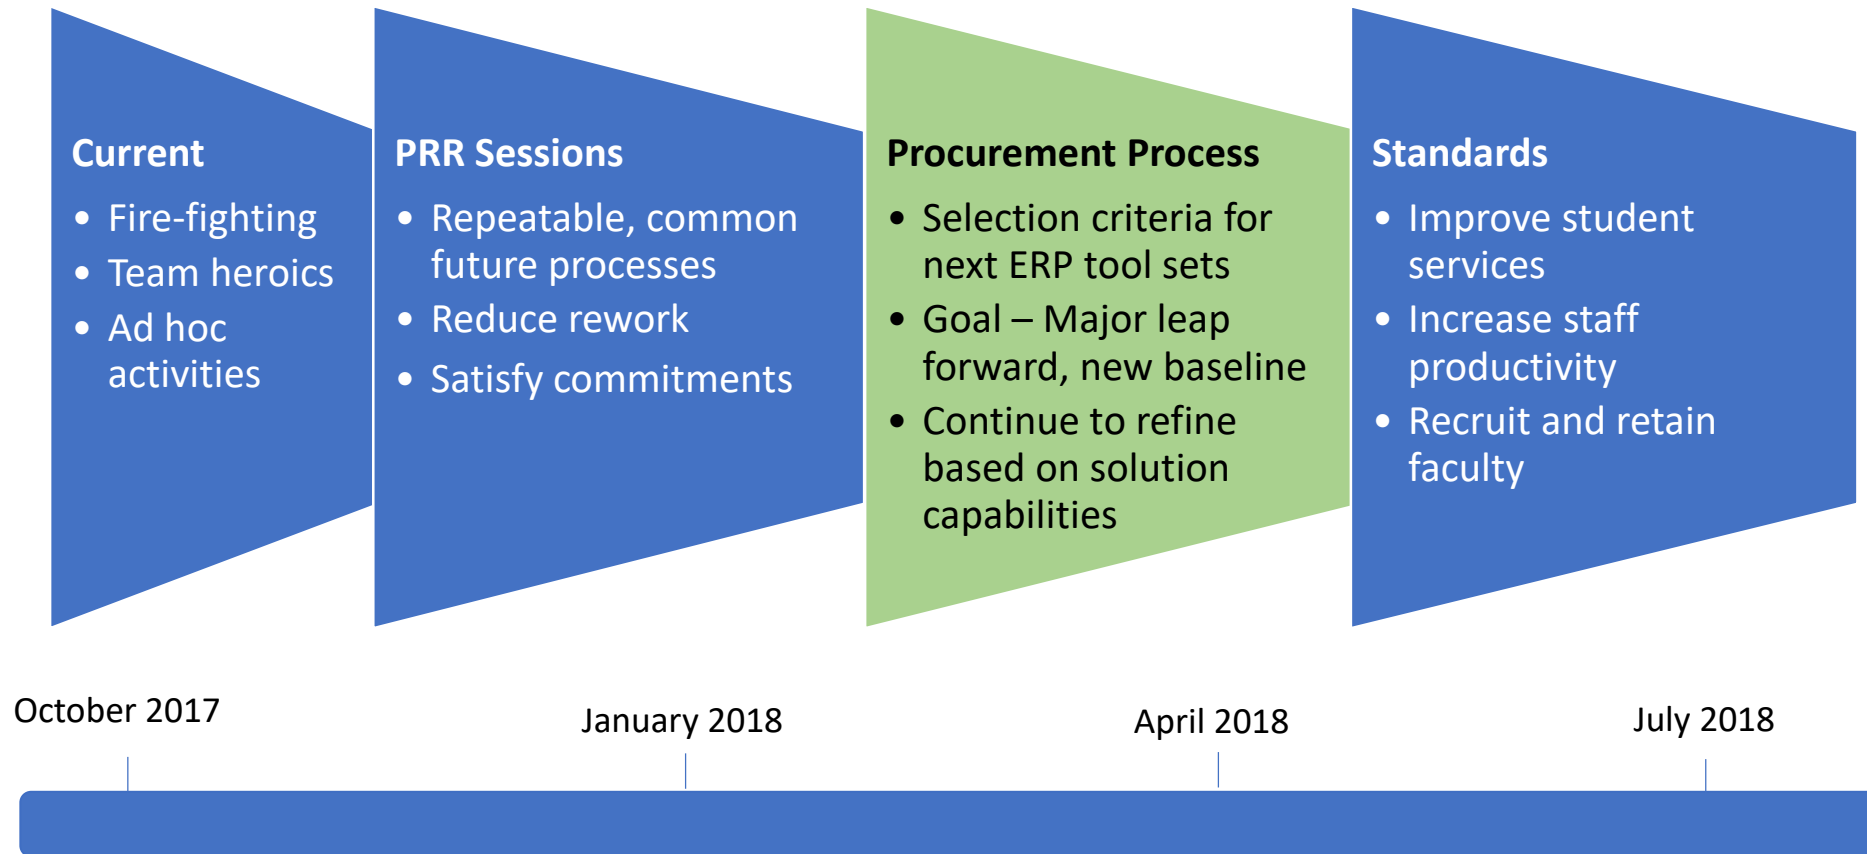 Current
• Fire-fighting
• Team heroics
• Ad hoc
activities
PRR Sessions
• Repeatable, common
future processes
• Reduce rework
• Satisfy commitments
Procurement Process
• Selection criteria for
next ERP tool sets
• Goal – Major leap
forward, new baseline
• Continue to refine
based on solution
capabilities
Standards
• Improve student
services
• Increase staff
productivity
• Recruit and retain
faculty
October 2017
January 2018
April 2018
July 2018